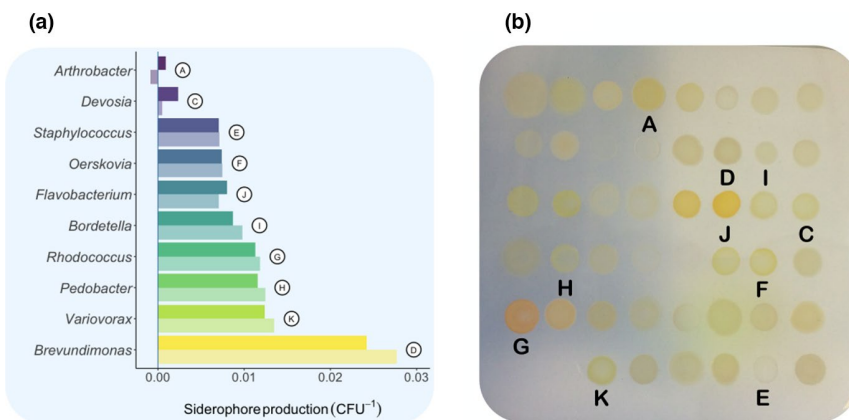 (a)
(b)
Arthrobacter A
Devosia C
Staphylococcus E
Oerskovia F
Flavobacterium J
Bordetella I
Rhodococcus G
Pedobacter H
Variovorax K
Brevundimonas D
0.00 0.01 0.02 0.03
Siderophore production (CFU⁻¹)
A
D I
J C
H F
G
K E